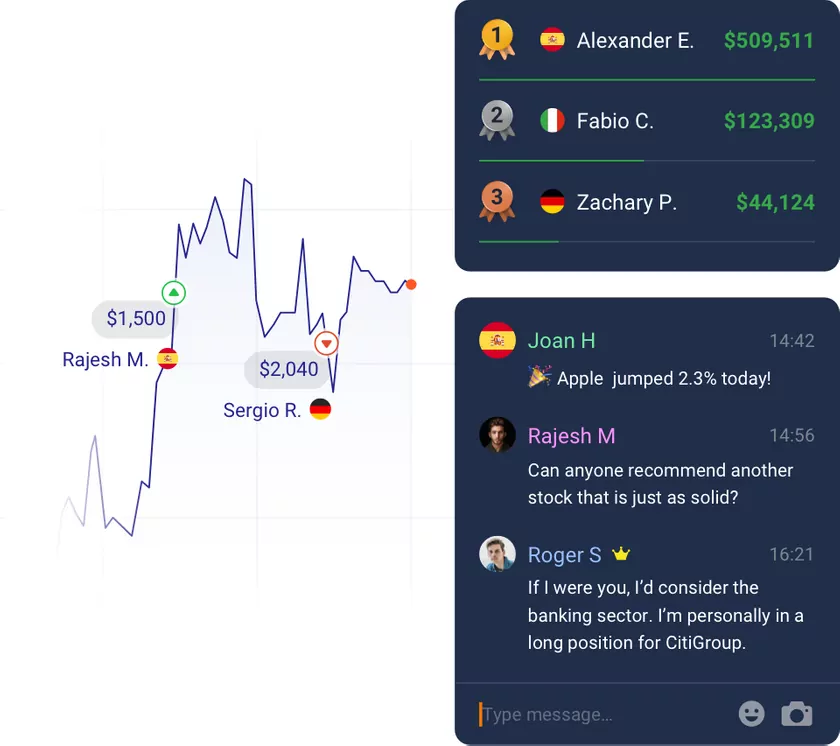 $1,500
Rajesh M.
$2,040
Sergio R.
1 Alexander E. $509,511
2 Fabio C. $123,309
3 Zachary P. $44,124
Joan H 14:42
🎉 Apple jumped 2.3% today!
Rajesh M 14:56
Can anyone recommend another
stock that is just as solid?
Roger S 16:21
If I were you, I’d consider the
banking sector. I’m personally in a
long position for CitiGroup.
Type message…